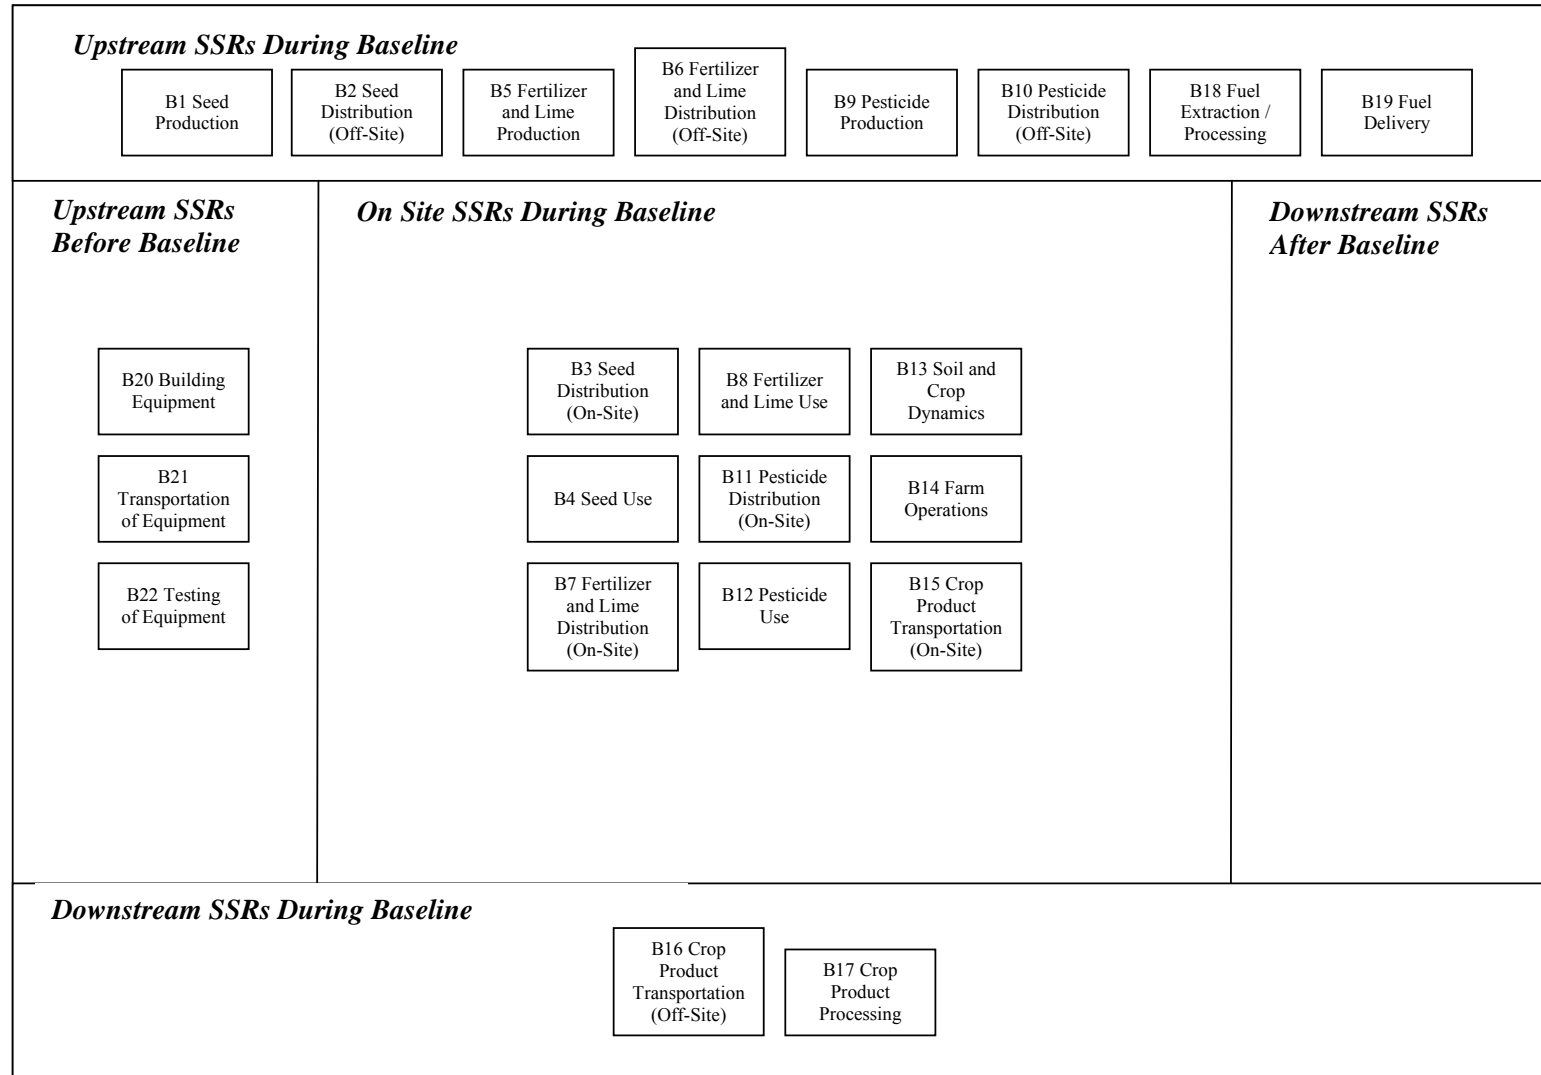 Upstream SSRs During Baseline
B1 Seed
Production
B2 Seed
Distribution
(Off-Site)
B5 Fertilizer
and Lime
Production
B6 Fertilizer
and Lime
Distribution
(Off-Site)
B9 Pesticide
Production
B10 Pesticide
Distribution
(Off-Site)
B18 Fuel
Extraction /
Processing
B19 Fuel
Delivery
Upstream SSRs
Before Baseline
B20 Building
Equipment
B21
Transportation
of Equipment
B22 Testing
of Equipment
On Site SSRs During Baseline
B3 Seed
Distribution
(On-Site)
B8 Fertilizer
and Lime Use
B13 Soil and
Crop
Dynamics
B4 Seed Use
B11 Pesticide
Distribution
(On-Site)
B14 Farm
Operations
B7 Fertilizer
and Lime
Distribution
(On-Site)
B12 Pesticide
Use
B15 Crop
Product
Transportation
(On-Site)
Downstream SSRs
After Baseline
Downstream SSRs During Baseline
B16 Crop
Product
Transportation
(Off-Site)
B17 Crop
Product
Processing